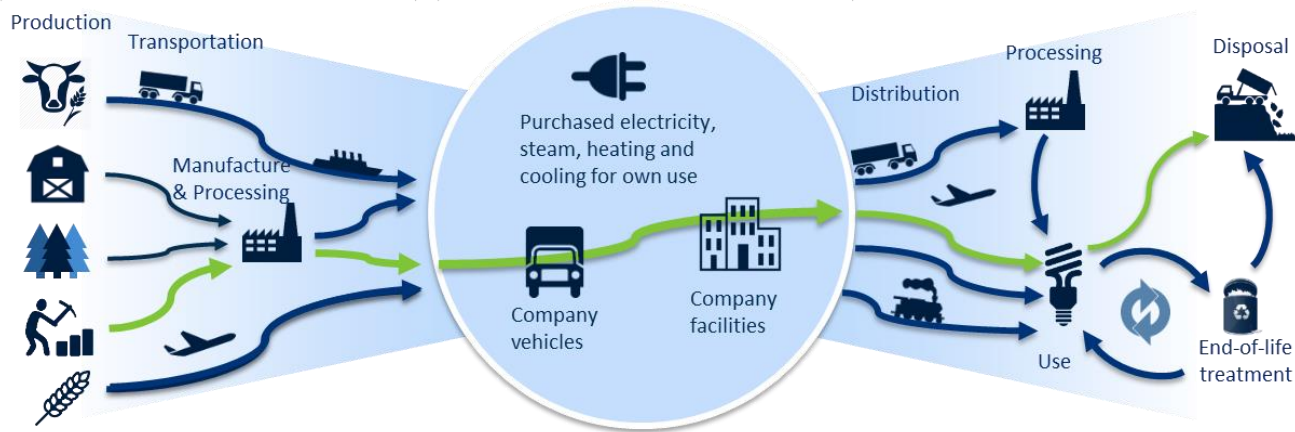 Production
Transportation
Manufacture
& Processing
Purchased electricity,
steam, heating and
cooling for own use
Company
vehicles
Company
facilities
Distribution
Processing
Use
Disposal
End-of-life
treatment